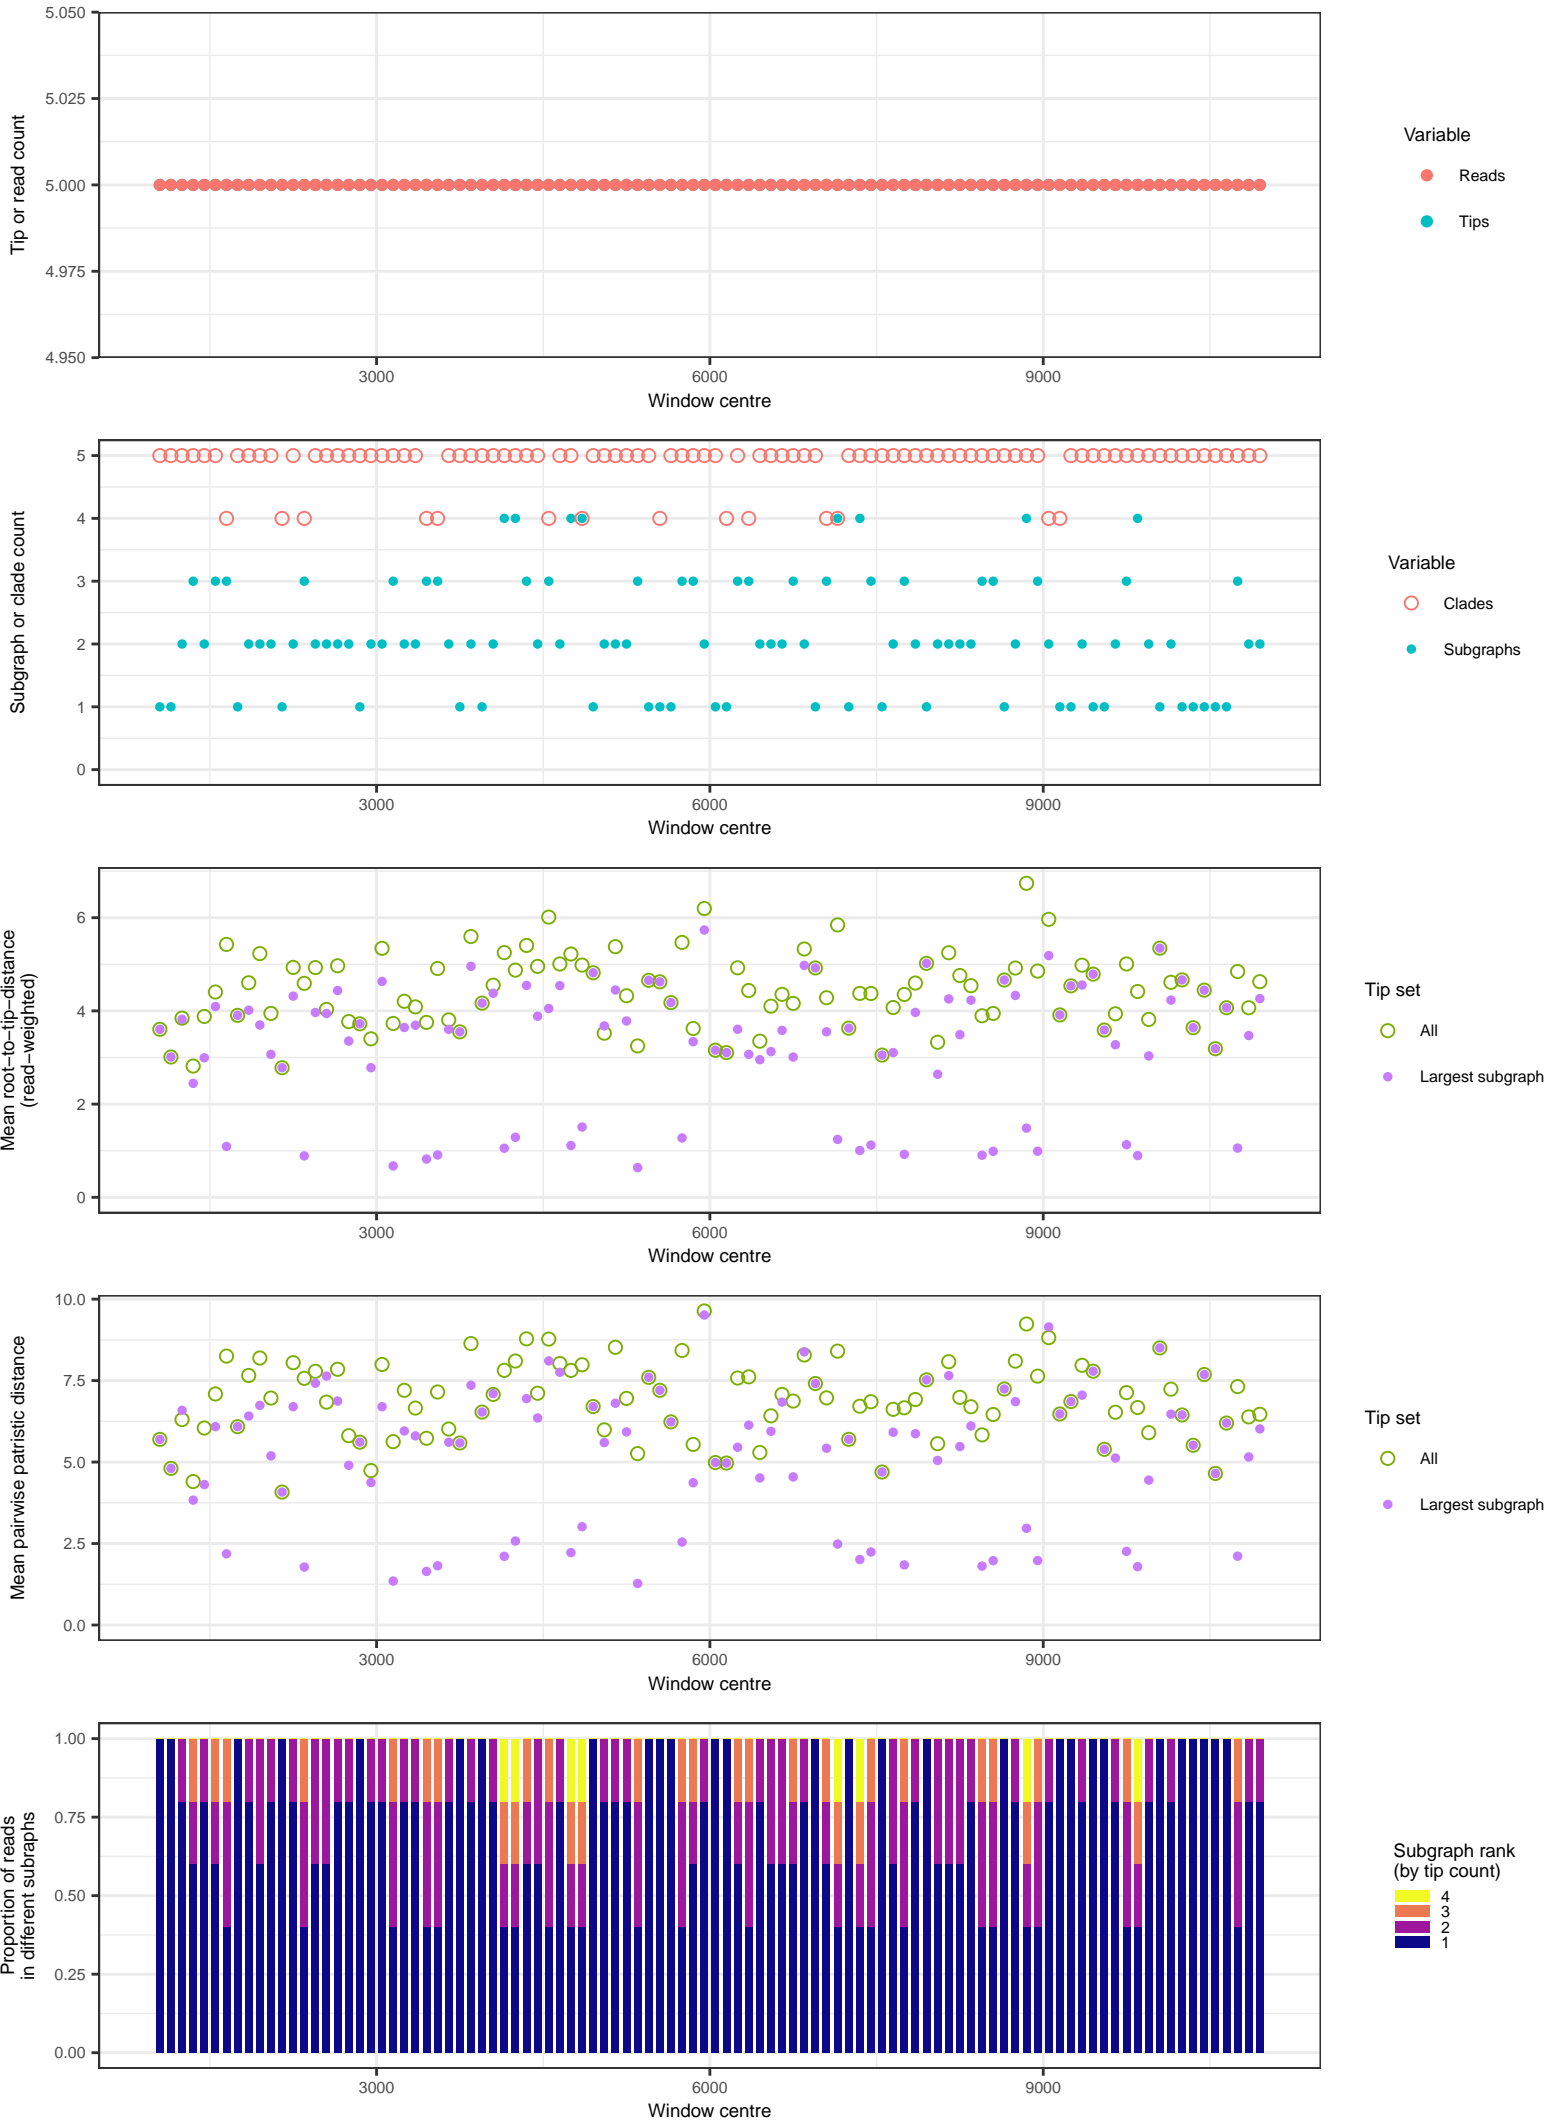 5.050
5.025
5.000
4.975
4.950
Tip or read count
3000
6000
9000
Window centre
Variable
Reads
Tips
5
4
3
2
1
0
Subgraph or clade count
3000
6000
9000
Window centre
Variable
Clades
Subgraphs
6
4
2
0
Mean root−to−tip−distance
(read−weighted)
3000
6000
9000
Window centre
Tip set
All
Largest subgraph
10.0
7.5
5.0
2.5
0.0
Mean pairwise patristic distance
3000
6000
9000
Window centre
Tip set
All
Largest subgraph
1.00
0.75
0.50
0.25
0.00
Proportion of reads
in different subraphs
3000
6000
9000
Window centre
Subgraph rank
(by tip count)
4
3
2
1